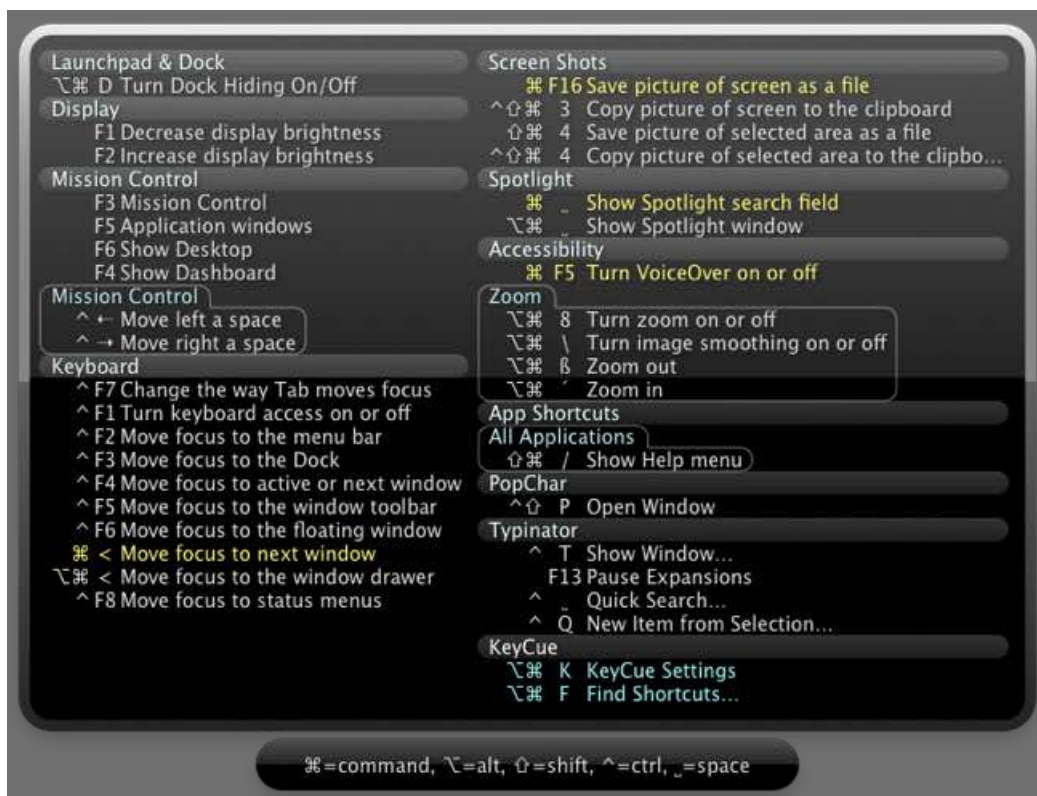 Launchpad & Dock
⌥⌘ D Turn Dock Hiding On/Off
Display
F1 Decrease display brightness
F2 Increase display brightness
Mission Control
F3 Mission Control
F5 Application windows
F6 Show Desktop
F4 Show Dashboard
Mission Control
^ ← Move left a space
^ → Move right a space
Keyboard
^ F7 Change the way Tab moves focus
^ F1 Turn keyboard access on or off
^ F2 Move focus to the menu bar
^ F3 Move focus to the Dock
^ F4 Move focus to active or next window
^ F5 Move focus to the window toolbar
^ F6 Move focus to the floating window
⌘ < Move focus to next window
⌥⌘ < Move focus to the window drawer
^ F8 Move focus to status menus
Screen Shots
⌘ F16 Save picture of screen as a file
^⇧⌘ 3 Copy picture of screen to the clipboard
⇧⌘ 4 Save picture of selected area as a file
^⇧⌘ 4 Copy picture of selected area to the clipbo...
Spotlight
⌘ ␣ Show Spotlight search field
⌥⌘ ␣ Show Spotlight window
Accessibility
⌘ F5 Turn VoiceOver on or off
Zoom
⌥⌘ 8 Turn zoom on or off
⌥⌘ \ Turn image smoothing on or off
⌥⌘ ß Zoom out
⌥⌘ ´ Zoom in
App Shortcuts
All Applications
⇧⌘ / Show Help menu
PopChar
^⇧ P Open Window
Typinator
^ T Show Window...
F13 Pause Expansions
^ ␣ Quick Search...
^ Q New Item from Selection...
KeyCue
⌥⌘ K KeyCue Settings
⌥⌘ F Find Shortcuts...
⌘=command, ⌥=alt, ⇧=shift, ^=ctrl, ␣=space